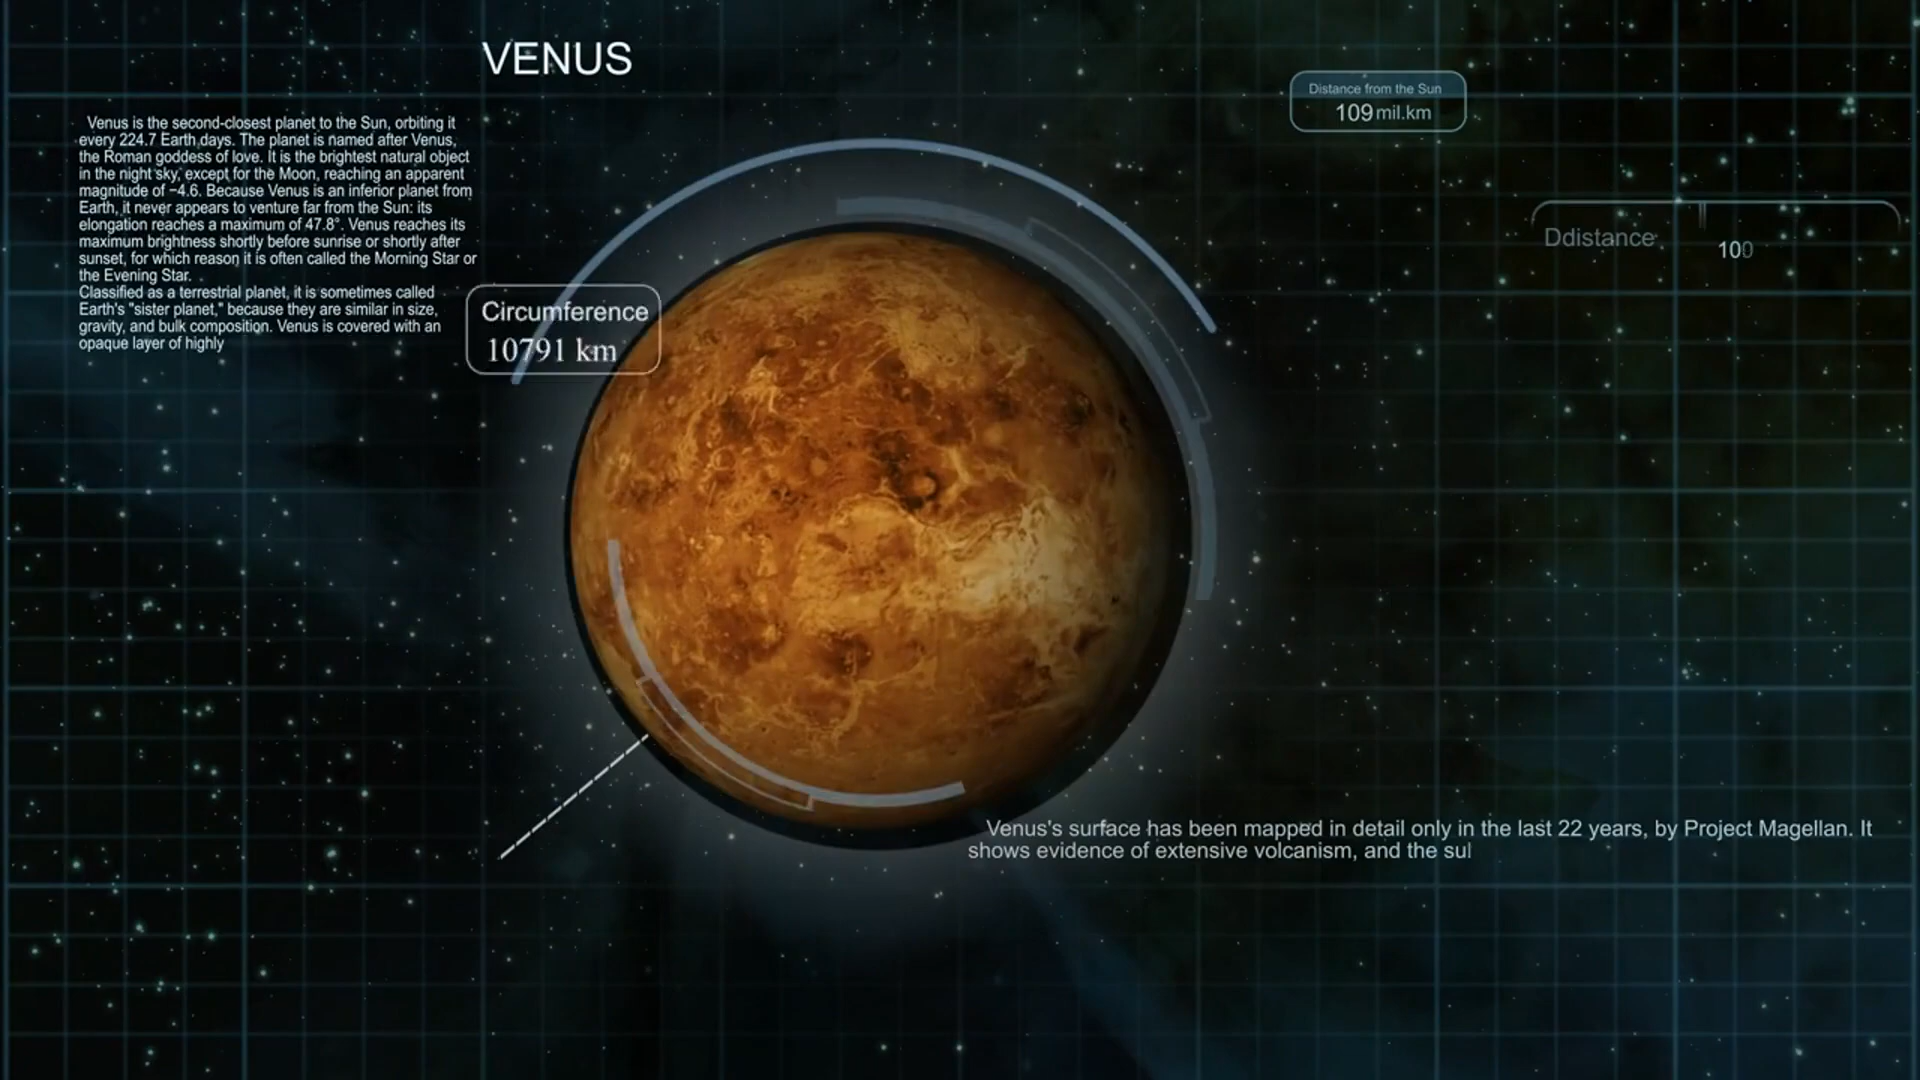 VENUS
Venus is the second-closest planet to the Sun, orbiting it
every 224.7 Earth days. The planet is named after Venus,
the Roman goddess of love. It is the brightest natural object
in the night sky, except for the Moon, reaching an apparent
magnitude of −4.6. Because Venus is an inferior planet from
Earth, it never appears to venture far from the Sun: its
elongation reaches a maximum of 47.8°. Venus reaches its
maximum brightness shortly before sunrise or shortly after
sunset, for which reason it is often called the Morning Star or
the Evening Star.
Classified as a terrestrial planet, it is sometimes called
Earth's "sister planet," because they are similar in size,
gravity, and bulk composition. Venus is covered with an
opaque layer of highly
Circumference
10791 km
Distance from the Sun
109 mil.km
Ddistance
100
Venus's surface has been mapped in detail only in the last 22 years, by Project Magellan. It
shows evidence of extensive volcanism, and the sul